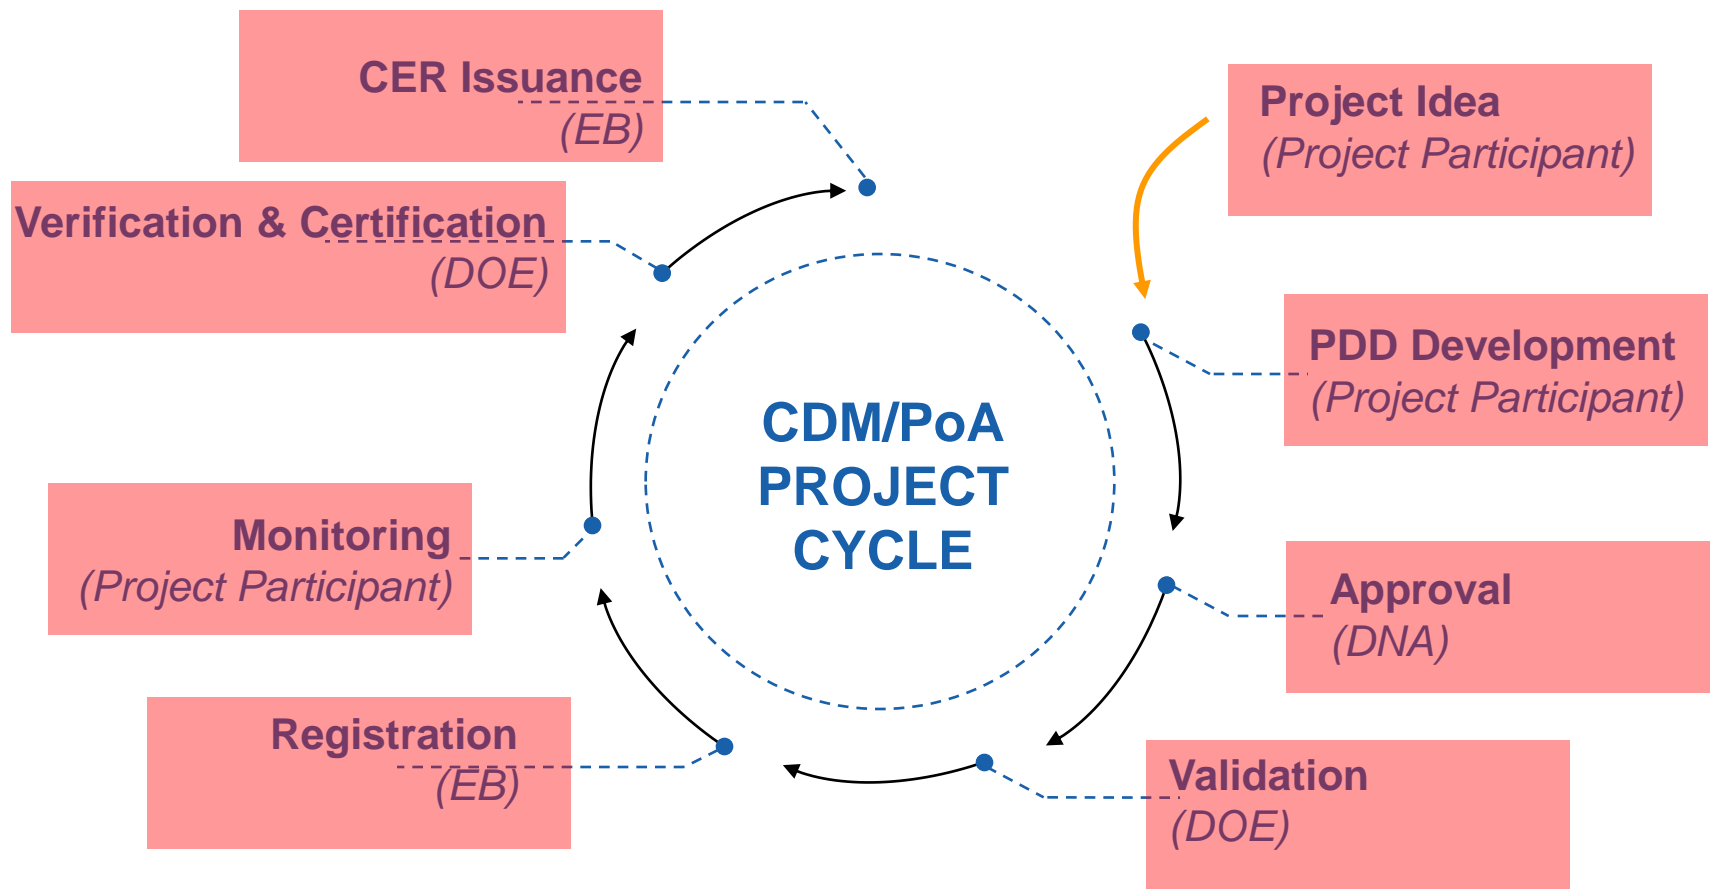 CER Issuance
(EB)
Project Idea
(Project Participant)
Verification & Certification
(DOE)
PDD Development
(Project Participant)
CDM/PoA
PROJECT
CYCLE
Monitoring
(Project Participant)
Approval
(DNA)
Registration
(EB)
Validation
(DOE)